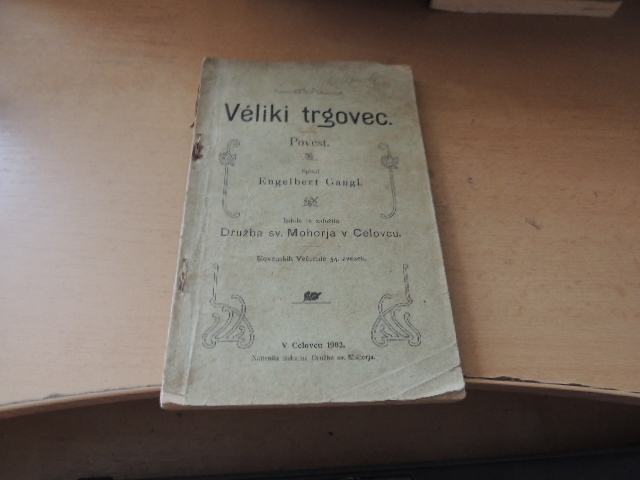 Véliki trgovec.
Povest.
Spisal
Engelbert Gangl.
Izdala in založila
Družba sv. Mohorja v Celovcu.
Slovenskih Večernic 54. zvezek.
V Celovcu 1902.
Natisnila tiskarna Družbe sv. Mohorja.